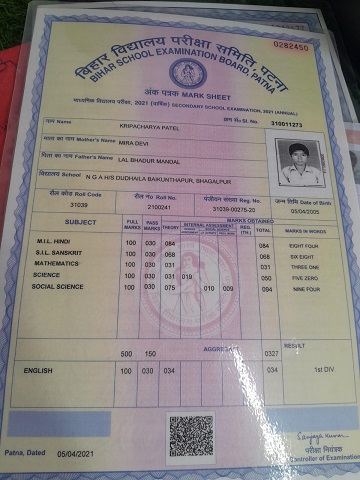 0282450
बिहार विद्यालय परीक्षा समिति, पटना
BIHAR SCHOOL EXAMINATION BOARD, PATNA
अंक पत्रक MARK SHEET
माध्यमिक वार्षिक परीक्षा, 2021 (वार्षिक) SECONDARY SCHOOL EXAMINATION, 2021 (ANNUAL)
नाम Name KRIPACHARYA PATEL क्रम सं० Sl. No. 310011273
माता का नाम Mother's Name MIRA DEVI
पिता का नाम Father's Name LAL BHADUR MANDAL
विद्यालय School N G A H/S DUDHAILA BAIKUNTHAPUR, BHAGALPUR
रौल कोड Roll Code रौल नं० Roll No. पंजीयन संख्या Reg. No. जन्म तिथि Date of Birth
31039 2100241 31039-00275-20 05/04/2005
SUBJECT FULL MARKS PASS MARKS THEORY INTERNAL ASSESSMENT REG. (TH.) MARKS OBTAINED TOTAL MARKS IN WORDS
M.I.L. HINDI 100 030 084 084 EIGHT FOUR
S.I.L. SANSKRIT 100 030 068 068 SIX EIGHT
MATHEMATICS 100 030 031 031 THREE ONE
SCIENCE 100 030 031 019 050 FIVE ZERO
SOCIAL SCIENCE 100 030 075 010 009 094 NINE FOUR
500 150 AGGREGATE 0327 RESULT
ENGLISH 100 030 034 034 1st DIV
Patna, Dated 05/04/2021
Sanjay Kumar
परीक्षा नियंत्रक
Controller of Examination